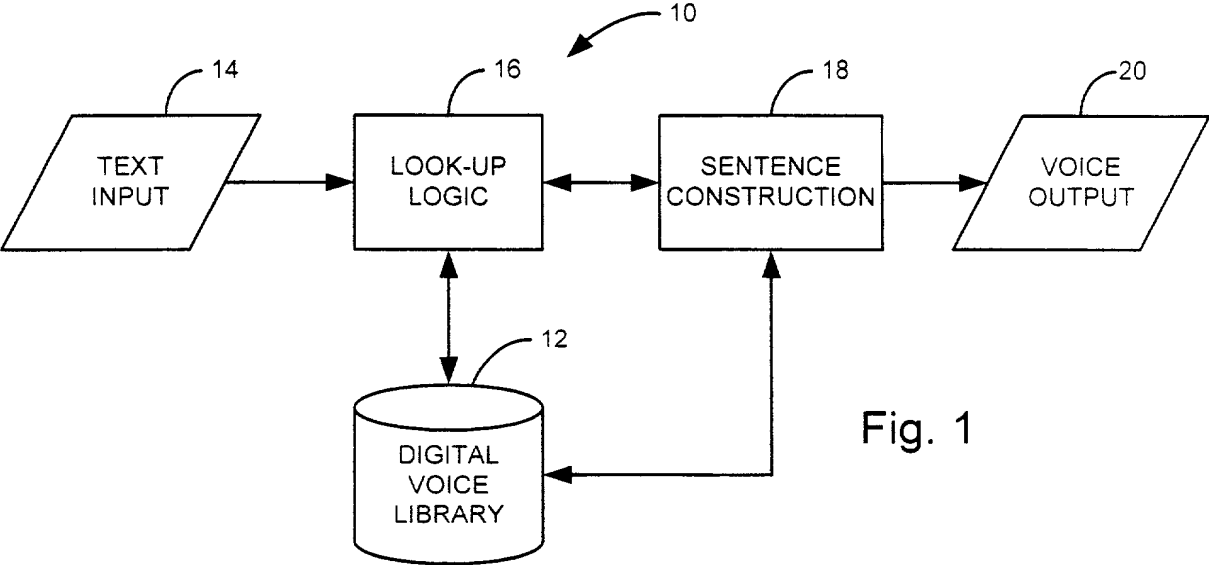 10
14
16
18
20
TEXT
INPUT
LOOK-UP
LOGIC
SENTENCE
CONSTRUCTION
VOICE
OUTPUT
12
DIGITAL
VOICE
LIBRARY
Fig. 1